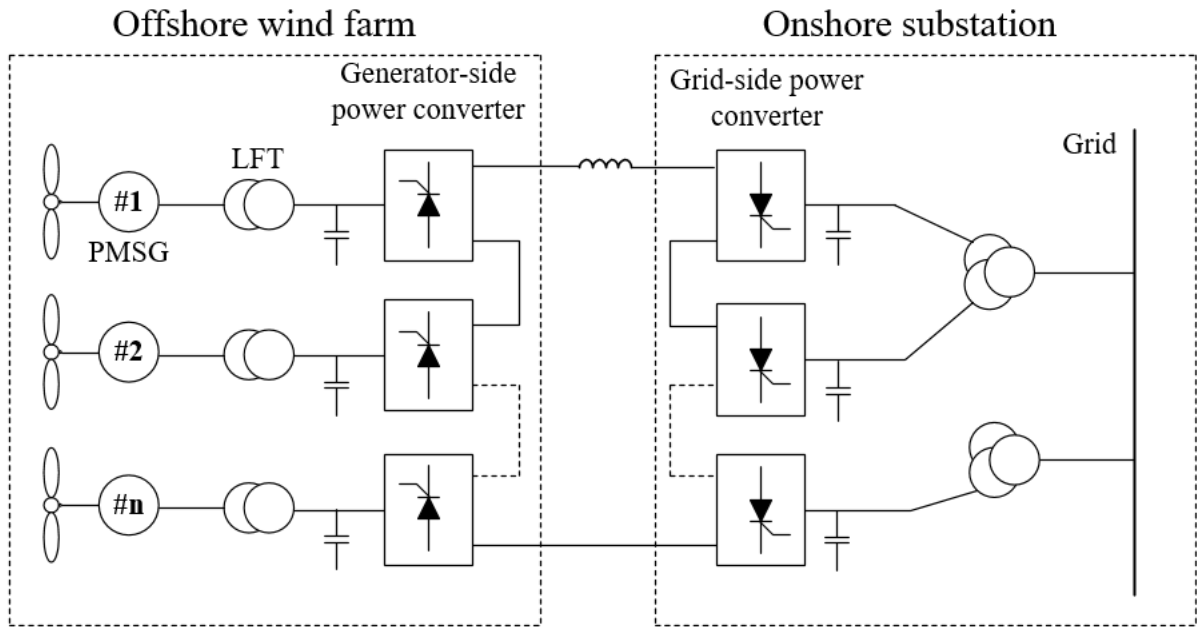 Offshore wind farm
Onshore substation
Generator-side
power converter
Grid-side power
converter
Grid
LFT
#1
PMSG
#2
#n